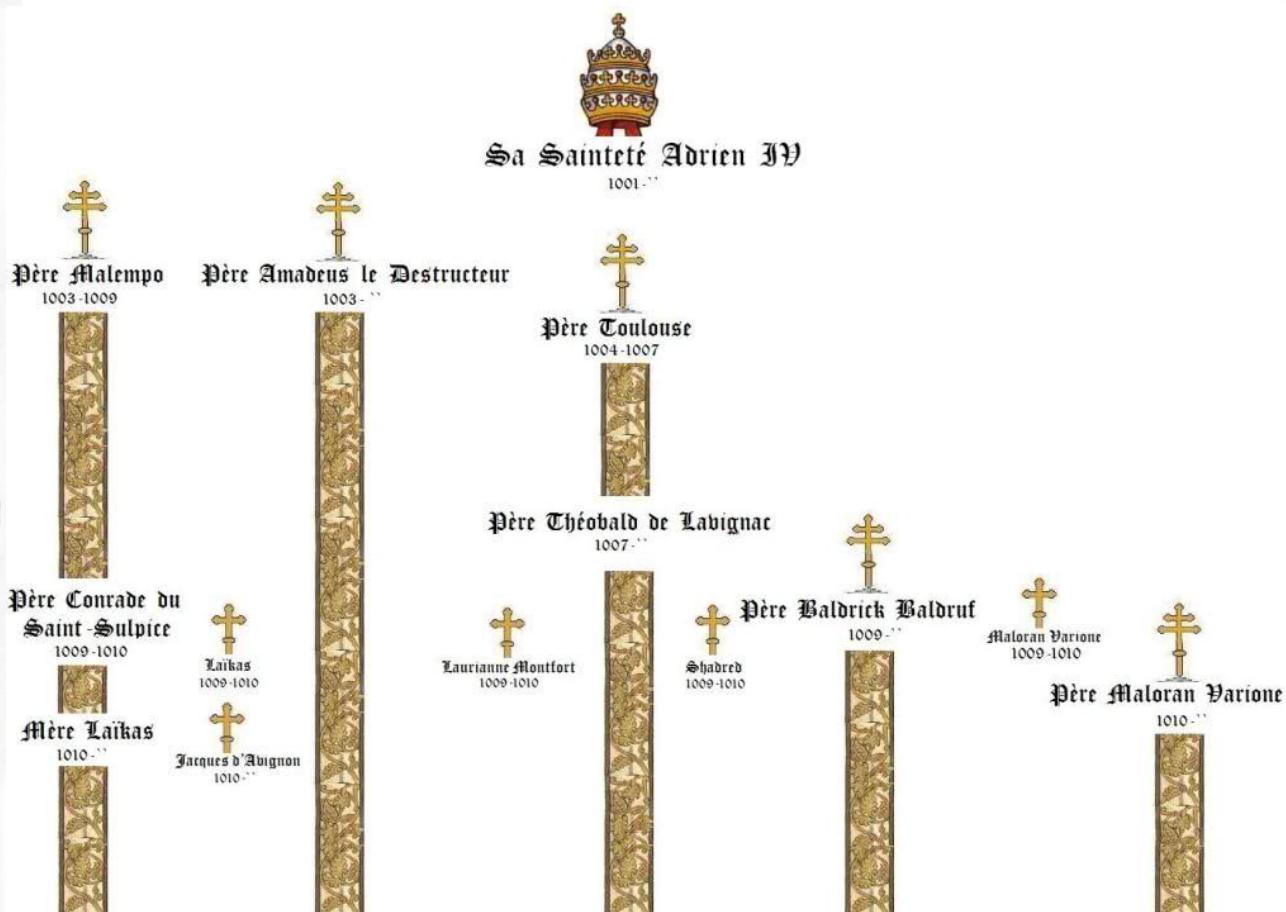 Sa Sainteté Adrien IV
1001-``
Père Malempo
1003-1009
Père Amadeus le Destructeur
1003-``
Père Toulouse
1004-1007
Père Théobald de Lavignac
1007-``
Père Conrade du
Saint-Sulpice
1009-1010
Laïkas
1009-1010
Laurianne Montfort
1009-1010
Shadred
1009-1010
Père Baldrick Baldruf
1009-``
Maloran Varione
1009-1010
Père Maloran Varione
1010-``
Mère Laïkas
1010-``
Jacques d'Avignon
1010-``